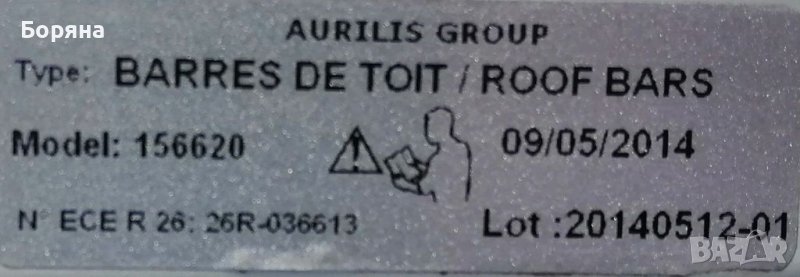 Боряна
AURILIS GROUP
Type: BARRES DE TOIT / ROOF BARS
Model: 156620
09/05/2014
N° ECE R 26: 26R-036613
Lot :20140512-01
BAZAR